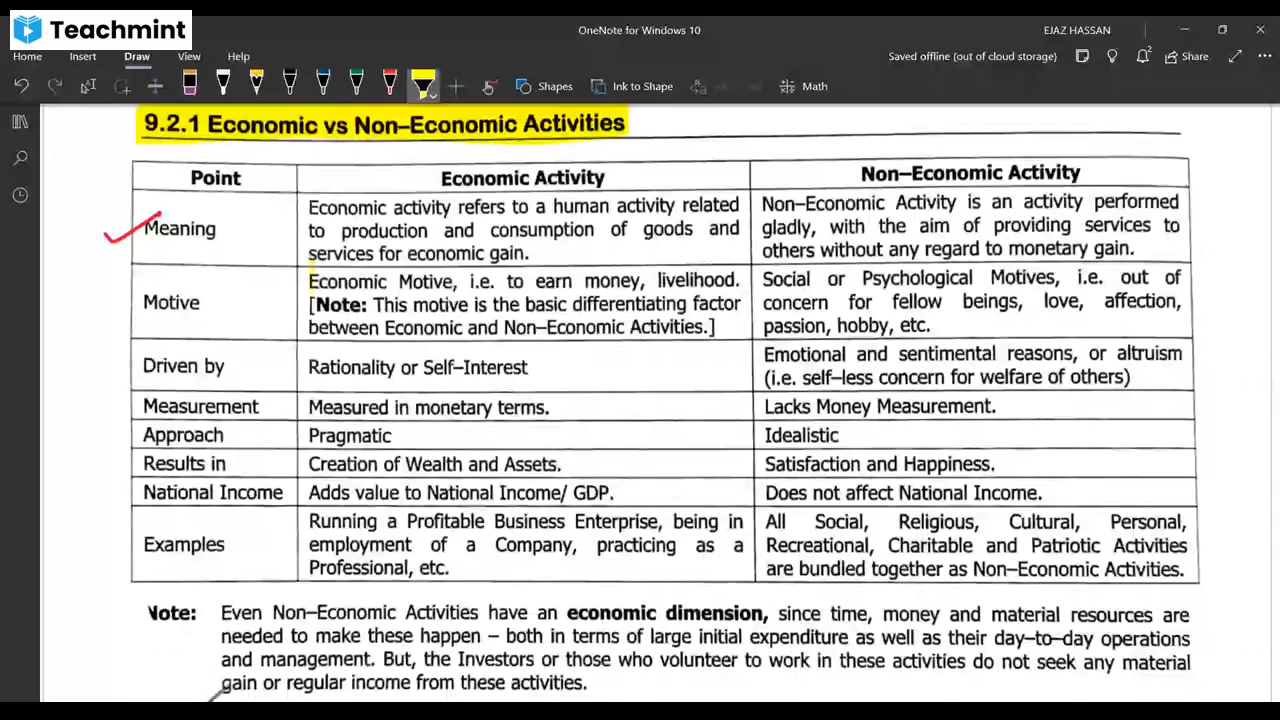 Teachmint
OneNote for Windows 10
EJAZ HASSAN
Home Insert Draw View Help
Saved offline (out of cloud storage)
2
Share
Shapes
Ink to Shape
Math
9.2.1 Economic vs Non–Economic Activities
Point Economic Activity Non–Economic Activity
Meaning
Economic activity refers to a human activity related
to production and consumption of goods and
services for economic gain.
Non–Economic Activity is an activity performed
gladly, with the aim of providing services to
others without any regard to monetary gain.
Motive
Economic Motive, i.e. to earn money, livelihood.
[Note: This motive is the basic differentiating factor
between Economic and Non–Economic Activities.]
Social or Psychological Motives, i.e. out of
concern for fellow beings, love, affection,
passion, hobby, etc.
Driven by
Rationality or Self–Interest
Emotional and sentimental reasons, or altruism
(i.e. self–less concern for welfare of others)
Measurement Measured in monetary terms. Lacks Money Measurement.
Approach Pragmatic Idealistic
Results in Creation of Wealth and Assets. Satisfaction and Happiness.
National Income Adds value to National Income/ GDP. Does not affect National Income.
Examples
Running a Profitable Business Enterprise, being in
employment of a Company, practicing as a
Professional, etc.
All Social, Religious, Cultural, Personal,
Recreational, Charitable and Patriotic Activities
are bundled together as Non–Economic Activities.
Note: Even Non–Economic Activities have an economic dimension, since time, money and material resources are
needed to make these happen – both in terms of large initial expenditure as well as their day–to–day operations
and management. But, the Investors or those who volunteer to work in these activities do not seek any material
gain or regular income from these activities.